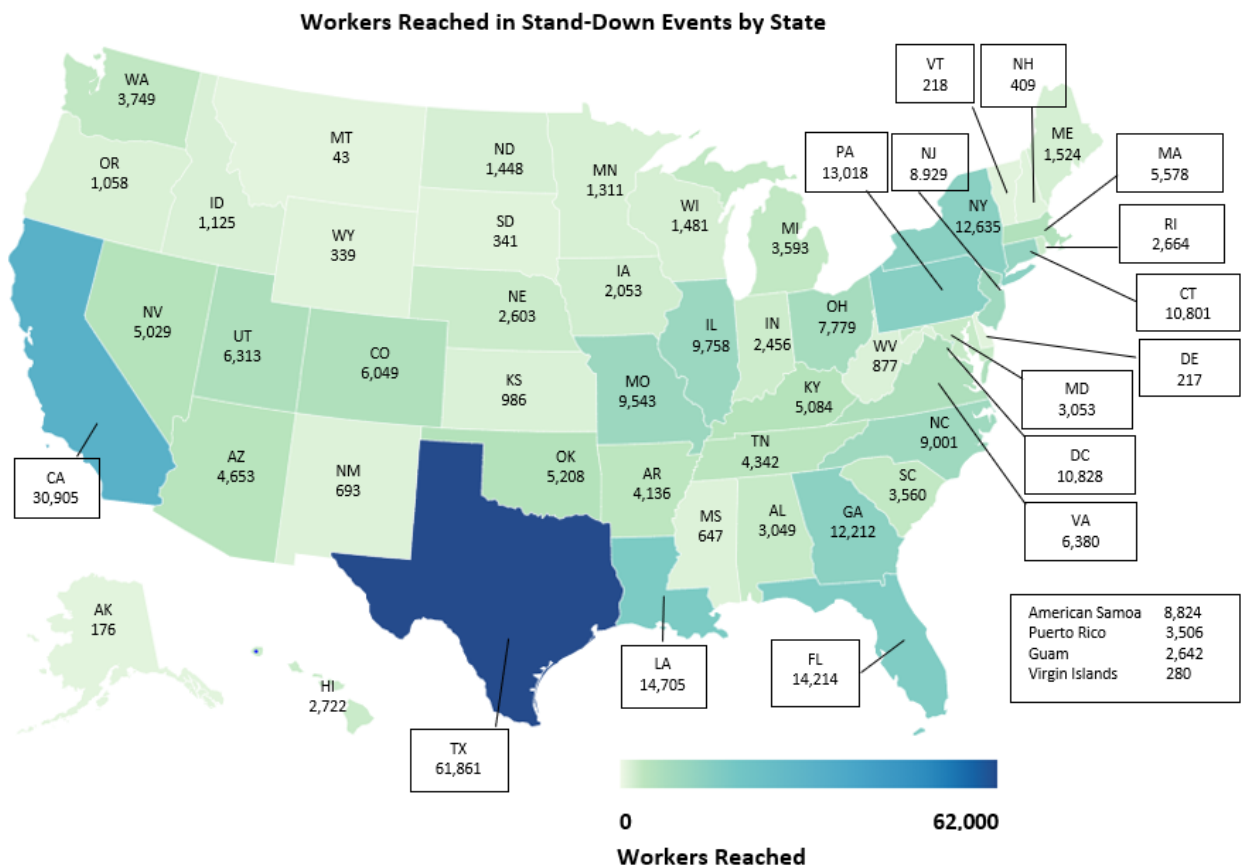 Workers Reached in Stand-Down Events by State
WA
3,749
OR
1,058
ID
1,125
MT
43
WY
339
ND
1,448
SD
341
NE
2,603
KS
986
MN
1,311
IA
2,053
WI
1,481
MI
3,593
VT
218
NH
409
ME
1,524
PA
13,018
NJ
8.929
NY
12,635
MA
5,578
RI
2,664
CT
10,801
DE
217
MD
3,053
DC
10,828
VA
6,380
NV
5,029
UT
6,313
CO
6,049
MO
9,543
IL
9,758
IN
2,456
OH
7,779
WV
877
KY
5,084
NC
9,001
TN
4,342
SC
3,560
CA
30,905
AZ
4,653
NM
693
OK
5,208
AR
4,136
MS
647
AL
3,049
GA
12,212
AK
176
HI
2,722
TX
61,861
LA
14,705
FL
14,214
American Samoa 8,824
Puerto Rico 3,506
Guam 2,642
Virgin Islands 280
0 62,000
Workers Reached